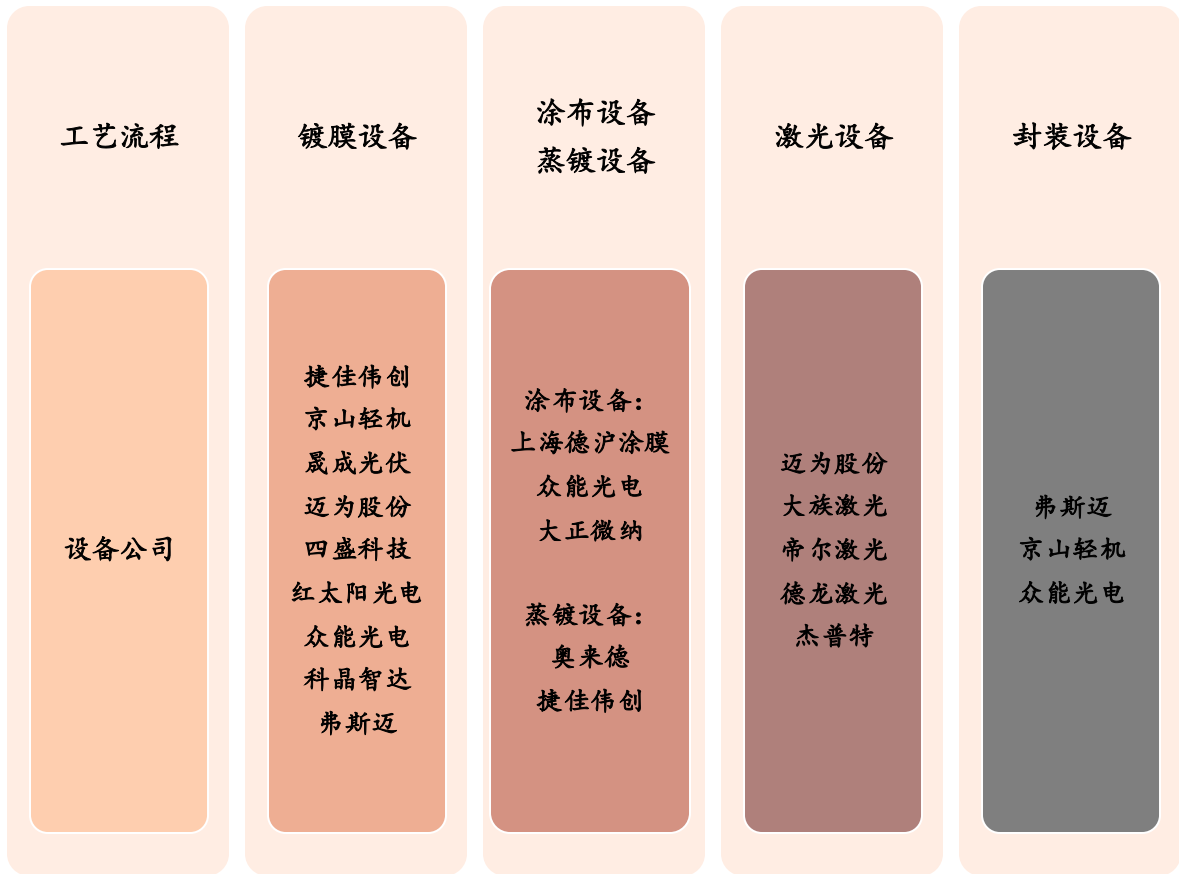 工艺流程
镀膜设备
涂布设备
蒸镀设备
激光设备
封装设备
设备公司
捷佳伟创
京山轻机
晟成光伏
迈为股份
四盛科技
红太阳光电
众能光电
科晶智达
弗斯迈
涂布设备：
上海德沪涂膜
众能光电
大正微纳
蒸镀设备：
奥来德
捷佳伟创
迈为股份
大族激光
帝尔激光
德龙激光
杰普特
弗斯迈
京山轻机
众能光电